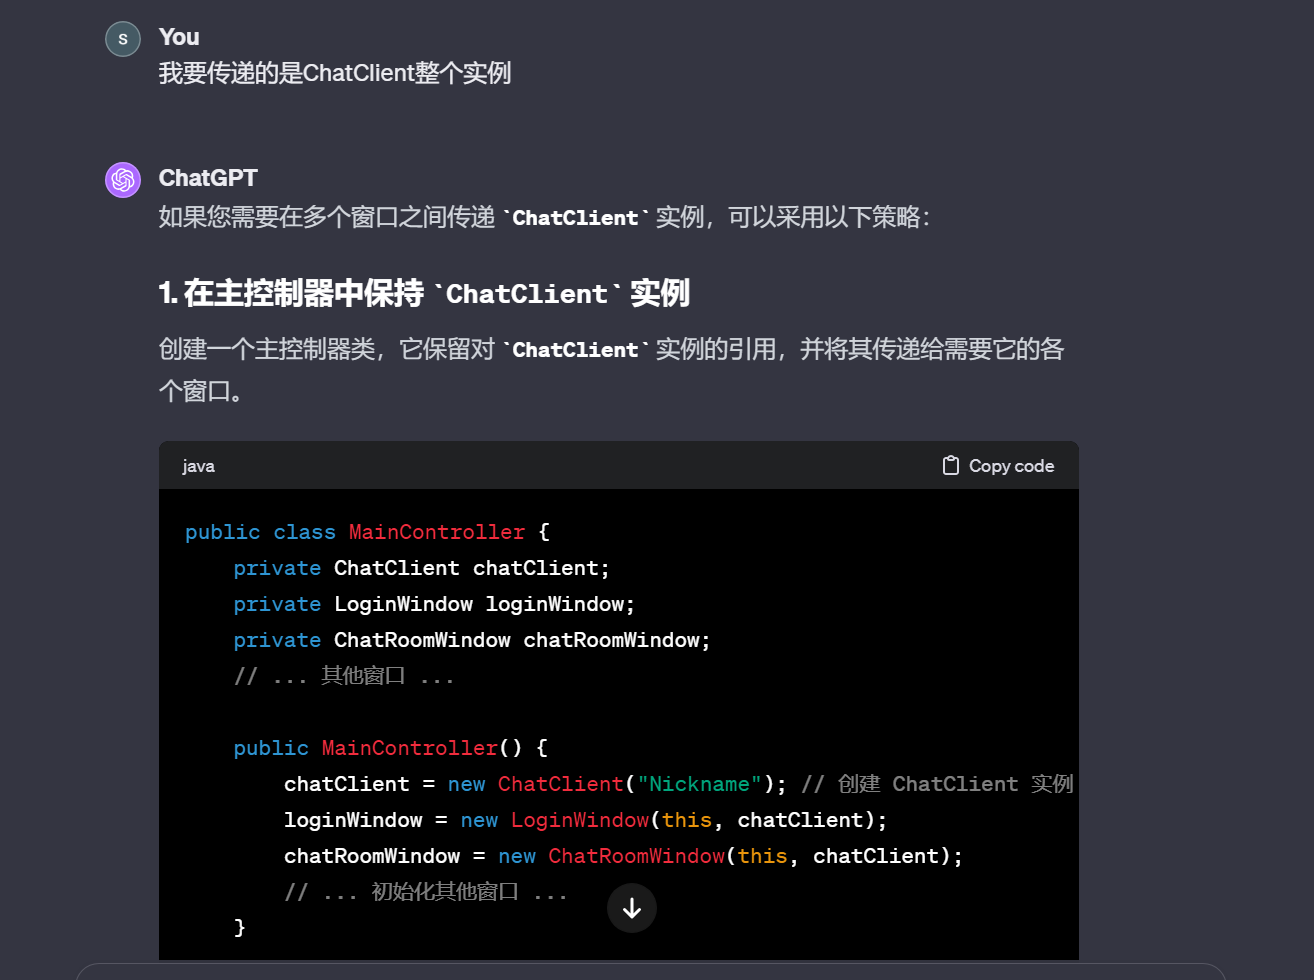 S
You
我要传递的是ChatClient整个实例
ChatGPT
如果您需要在多个窗口之间传递 `ChatClient` 实例，可以采用以下策略：
1. 在主控制器中保持 `ChatClient` 实例
创建一个主控制器类，它保留对 `ChatClient` 实例的引用，并将其传递给需要它的各
个窗口。
java
Copy code
public class MainController {
    private ChatClient chatClient;
    private LoginWindow loginWindow;
    private ChatRoomWindow chatRoomWindow;
    // ... 其他窗口 ...
    public MainController() {
        chatClient = new ChatClient("Nickname"); // 创建 ChatClient 实例
        loginWindow = new LoginWindow(this, chatClient);
        chatRoomWindow = new ChatRoomWindow(this, chatClient);
        // ... 初始化其他窗口 ...
    }